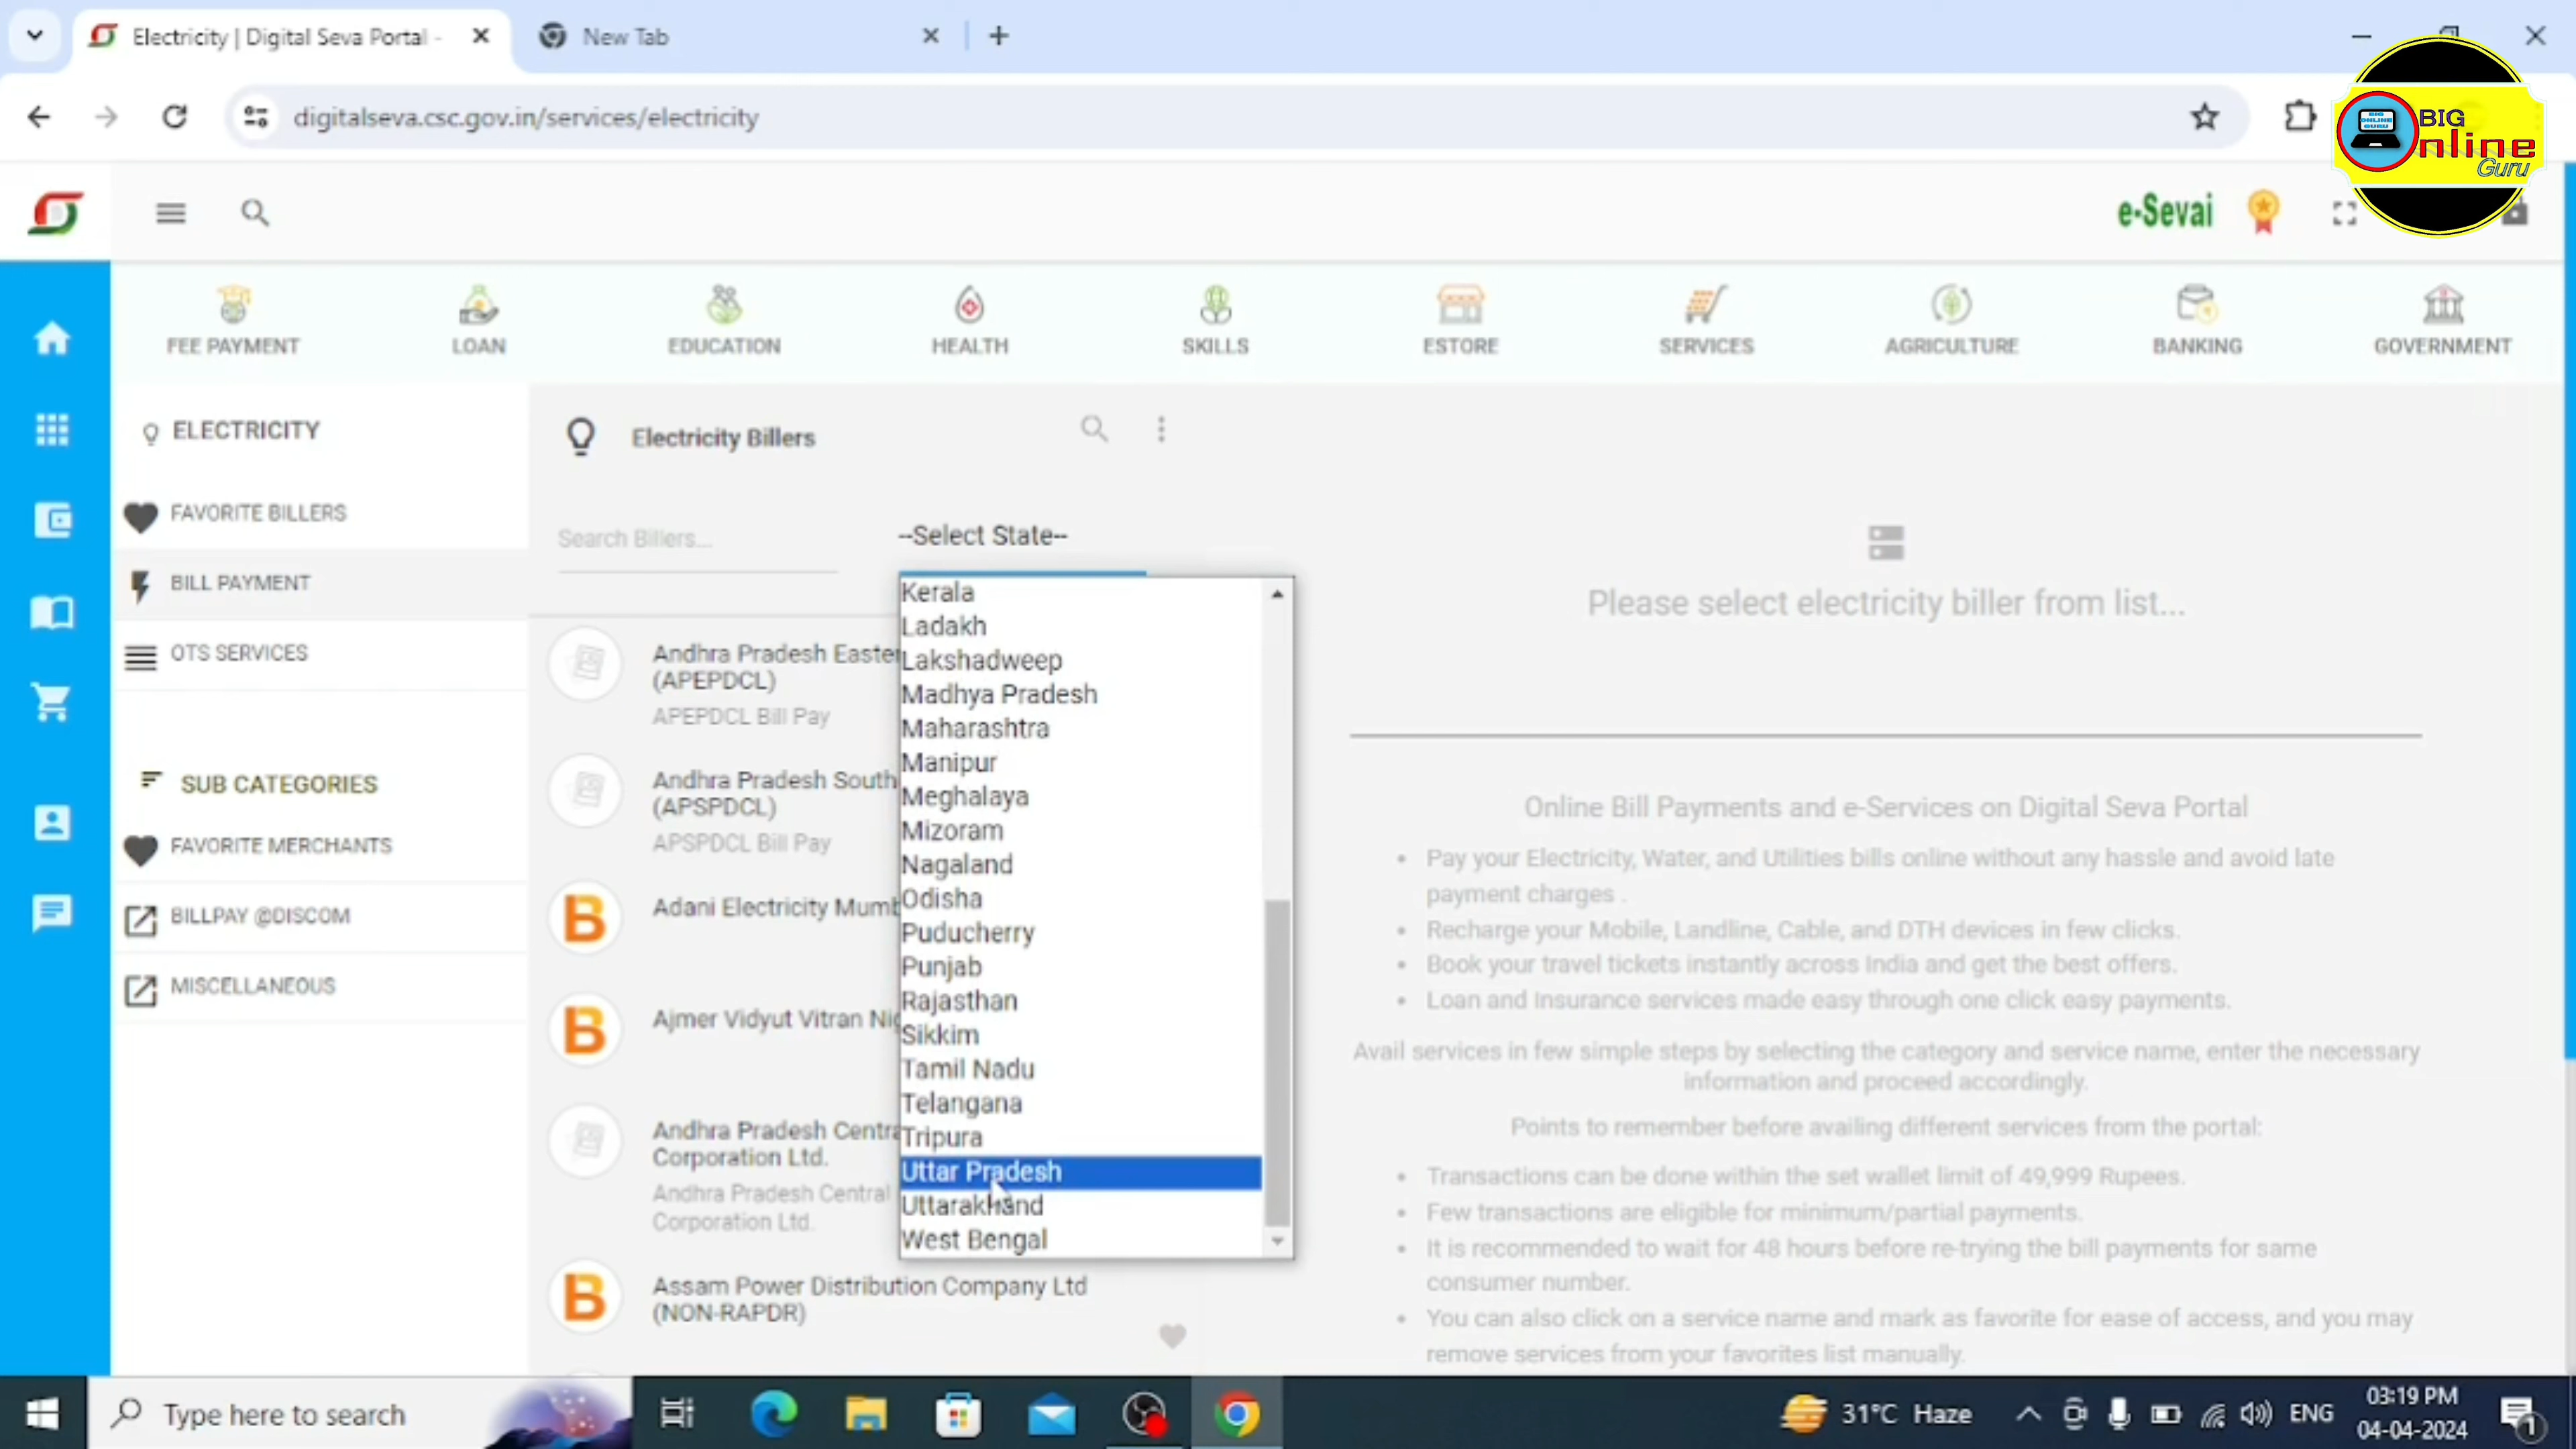 Electricity | Digital Seva Portal -
New Tab
digitalseva.csc.gov.in/services/electricity
BIG
Online
Guru
BIG
ONLINE
GURU
e-Sevai
FEE PAYMENT
LOAN
EDUCATION
HEALTH
SKILLS
ESTORE
SERVICES
AGRICULTURE
BANKING
GOVERNMENT
ELECTRICITY
FAVORITE BILLERS
BILL PAYMENT
OTS SERVICES
SUB CATEGORIES
FAVORITE MERCHANTS
BILLPAY @DISCOM
MISCELLANEOUS
Electricity Billers
Search Billers...
--Select State--
Andhra Pradesh Easter
(APEPDCL)
APEPDCL Bill Pay
Andhra Pradesh South
(APSPDCL)
APSPDCL Bill Pay
Adani Electricity Mumb
Ajmer Vidyut Vitran Nig
Andhra Pradesh Centra
Corporation Ltd.
Andhra Pradesh Central
Corporation Ltd.
Assam Power Distribution Company Ltd
(NON-RAPDR)
Kerala
Ladakh
Lakshadweep
Madhya Pradesh
Maharashtra
Manipur
Meghalaya
Mizoram
Nagaland
Odisha
Puducherry
Punjab
Rajasthan
Sikkim
Tamil Nadu
Telangana
Tripura
Uttar Pradesh
Uttarakhand
West Bengal
Please select electricity biller from list...
Online Bill Payments and e-Services on Digital Seva Portal
Pay your Electricity, Water, and Utilities bills online without any hassle and avoid late
payment charges .
Recharge your Mobile, Landline, Cable, and DTH devices in few clicks.
Book your travel tickets instantly across India and get the best offers.
Loan and Insurance services made easy through one click easy payments.
Avail services in few simple steps by selecting the category and service name, enter the necessary
information and proceed accordingly.
Points to remember before availing different services from the portal:
Transactions can be done within the set wallet limit of 49,999 Rupees.
Few transactions are eligible for minimum/partial payments.
It is recommended to wait for 48 hours before re-trying the bill payments for same
consumer number.
You can also click on a service name and mark as favorite for ease of access, and you may
remove services from your favorites list manually.
Type here to search
31°C Haze
ENG
03:19 PM
04-04-2024
1